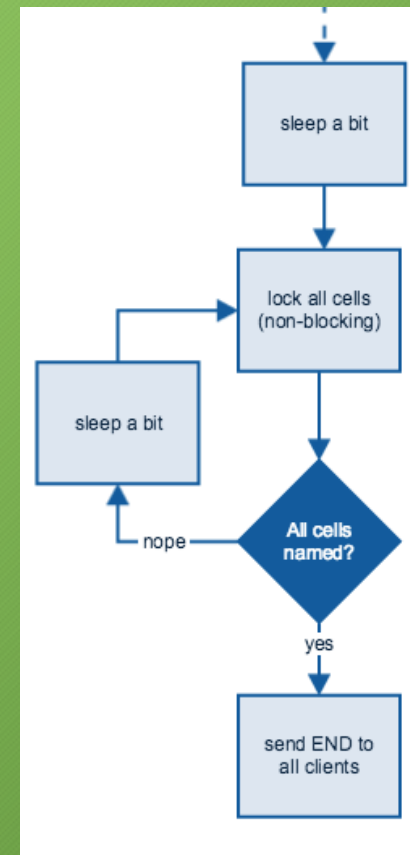 sleep a bit
lock all cells
(non-blocking)
sleep a bit
All cells
named?
nope
yes
send END to
all clients